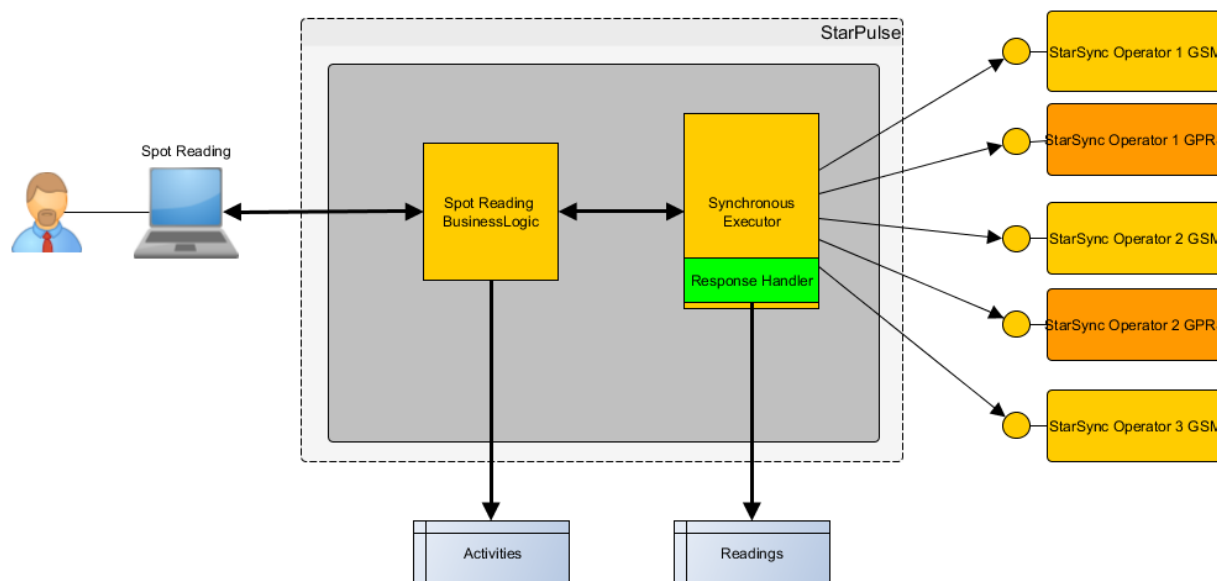 StarPulse
StarSync Operator 1 GSM
Spot Reading
StarSync Operator 1 GPR
Spot Reading
BusinessLogic
Synchronous
Executor
StarSync Operator 2 GSM
Response Handler
StarSync Operator 2 GPR
StarSync Operator 3 GSM
Activities
Readings